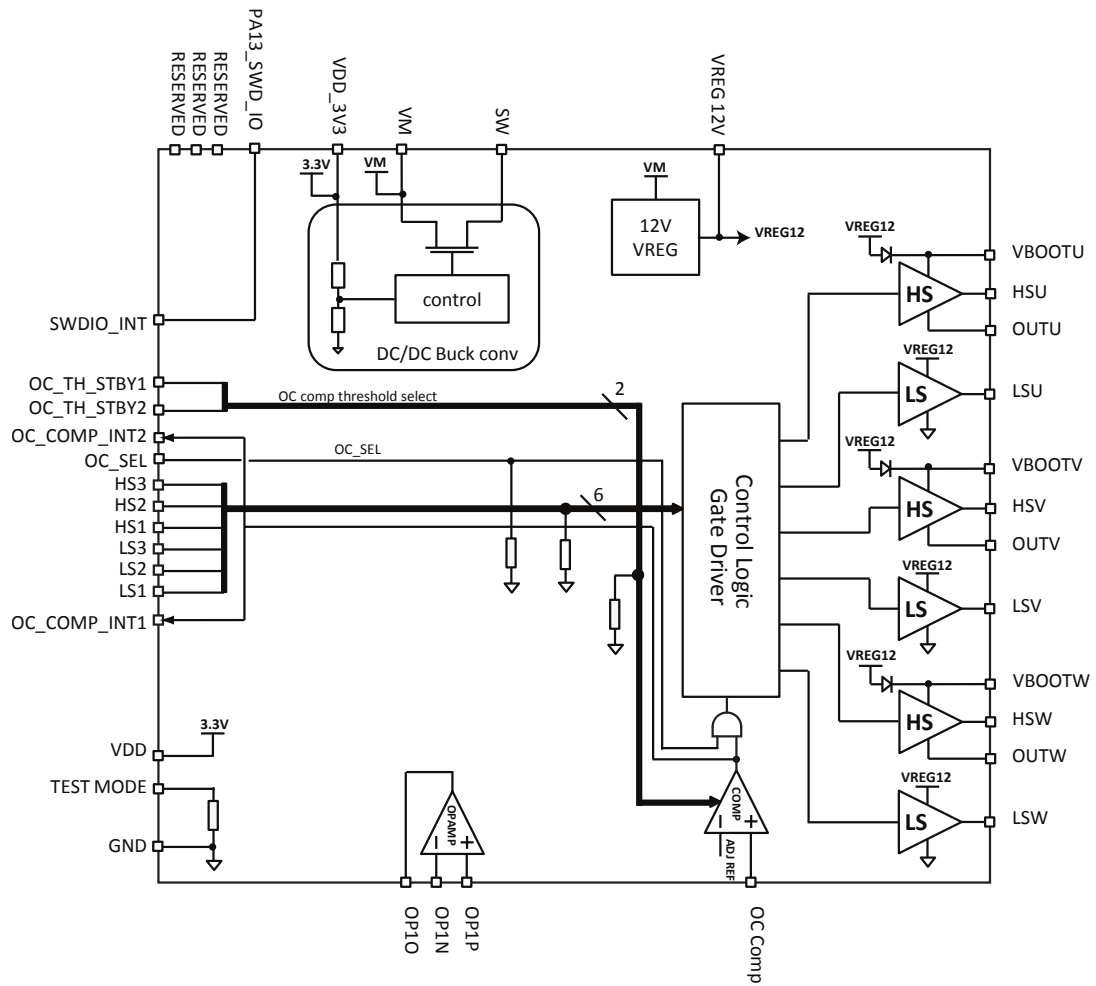 RESERVED
RESERVED
RESERVED
PA13_SWD_IO
VDD_3V3
VM
SW
VREG 12V
3.3V
VM
VM
12V
VREG
VREG12
control
DC/DC Buck conv
SWDIO_INT
OC_TH_STBY1
OC_TH_STBY2
OC_COMP_INT2
OC_SEL
HS3
HS2
HS1
LS3
LS2
LS1
OC_COMP_INT1
OC comp threshold select
2
OC_SEL
6
Control Logic
Gate Driver
VREG12
HS
VBOOTU
HSU
OUTU
VREG12
LS
LSU
VREG12
HS
VBOOTV
HSV
OUTV
VREG12
LS
LSV
VREG12
HS
VBOOTW
HSW
OUTW
VREG12
LS
LSW
VDD
3.3V
TEST MODE
GND
OPAMP
–
+
COMP
–
+
ADJ REF
OP1O
OP1N
OP1P
OC Comp